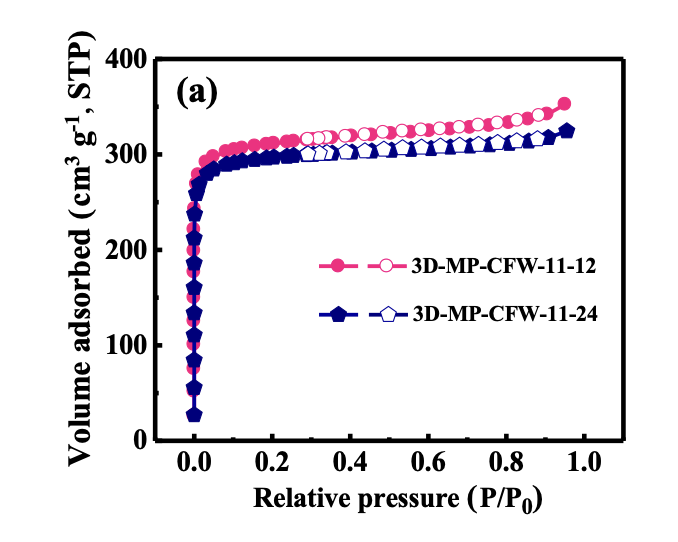 (a)
400
300
200
100
0
Volume adsorbed (cm³ g⁻¹, STP)
3D-MP-CFW-11-12
3D-MP-CFW-11-24
0.0 0.2 0.4 0.6 0.8 1.0
Relative pressure (P/P₀)